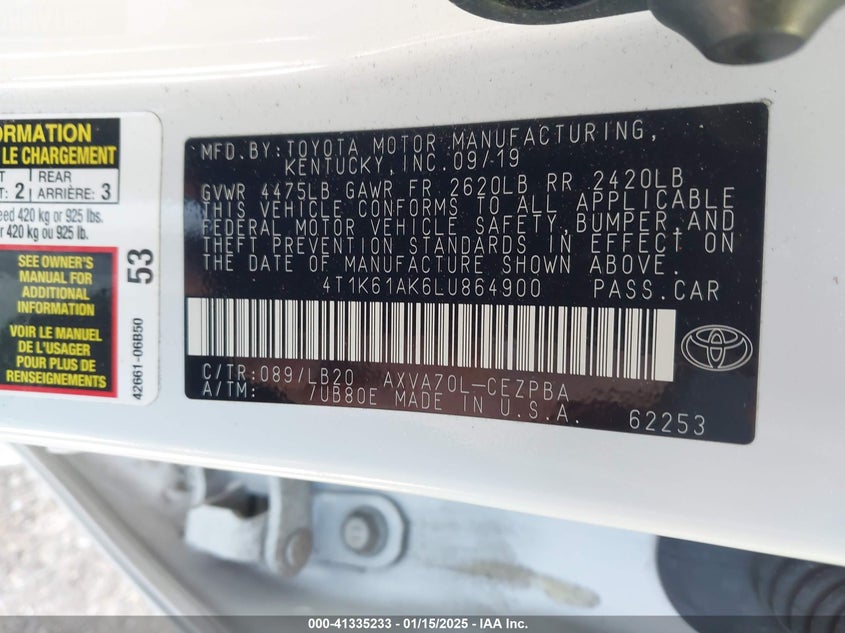 ORMATION
LE CHARGEMENT
REAR
2 ARRIÈRE: 3
420 kg or 925 lbs.
420 kg ou 925 lb.
SEE OWNER'S
MANUAL FOR
ADDITIONAL
INFORMATION
VOIR LE MANUEL
DE L'USAGER
POUR PLUS DE
RENSEIGNEMENTS
53
42661-06B50
MFD.BY: TOYOTA MOTOR MANUFACTURING,
KENTUCKY, INC. 09/19
GVWR 4475LB GAWR FR 2620LB RR 2420LB
THIS VEHICLE CONFORMS TO ALL APPLICABLE
FEDERAL MOTOR VEHICLE SAFETY, BUMPER, AND
THEFT PREVENTION STANDARDS IN EFFECT ON
THE DATE OF MANUFACTURE SHOWN ABOVE.
4T1K61AK6LU864900 PASS.CAR
C/TR: 089/LB20 AXVA70L-CEZPBA
A/TM: /UB80E MADE IN U.S.A.
62253
000-41335233 - 01/15/2025 - IAA Inc.